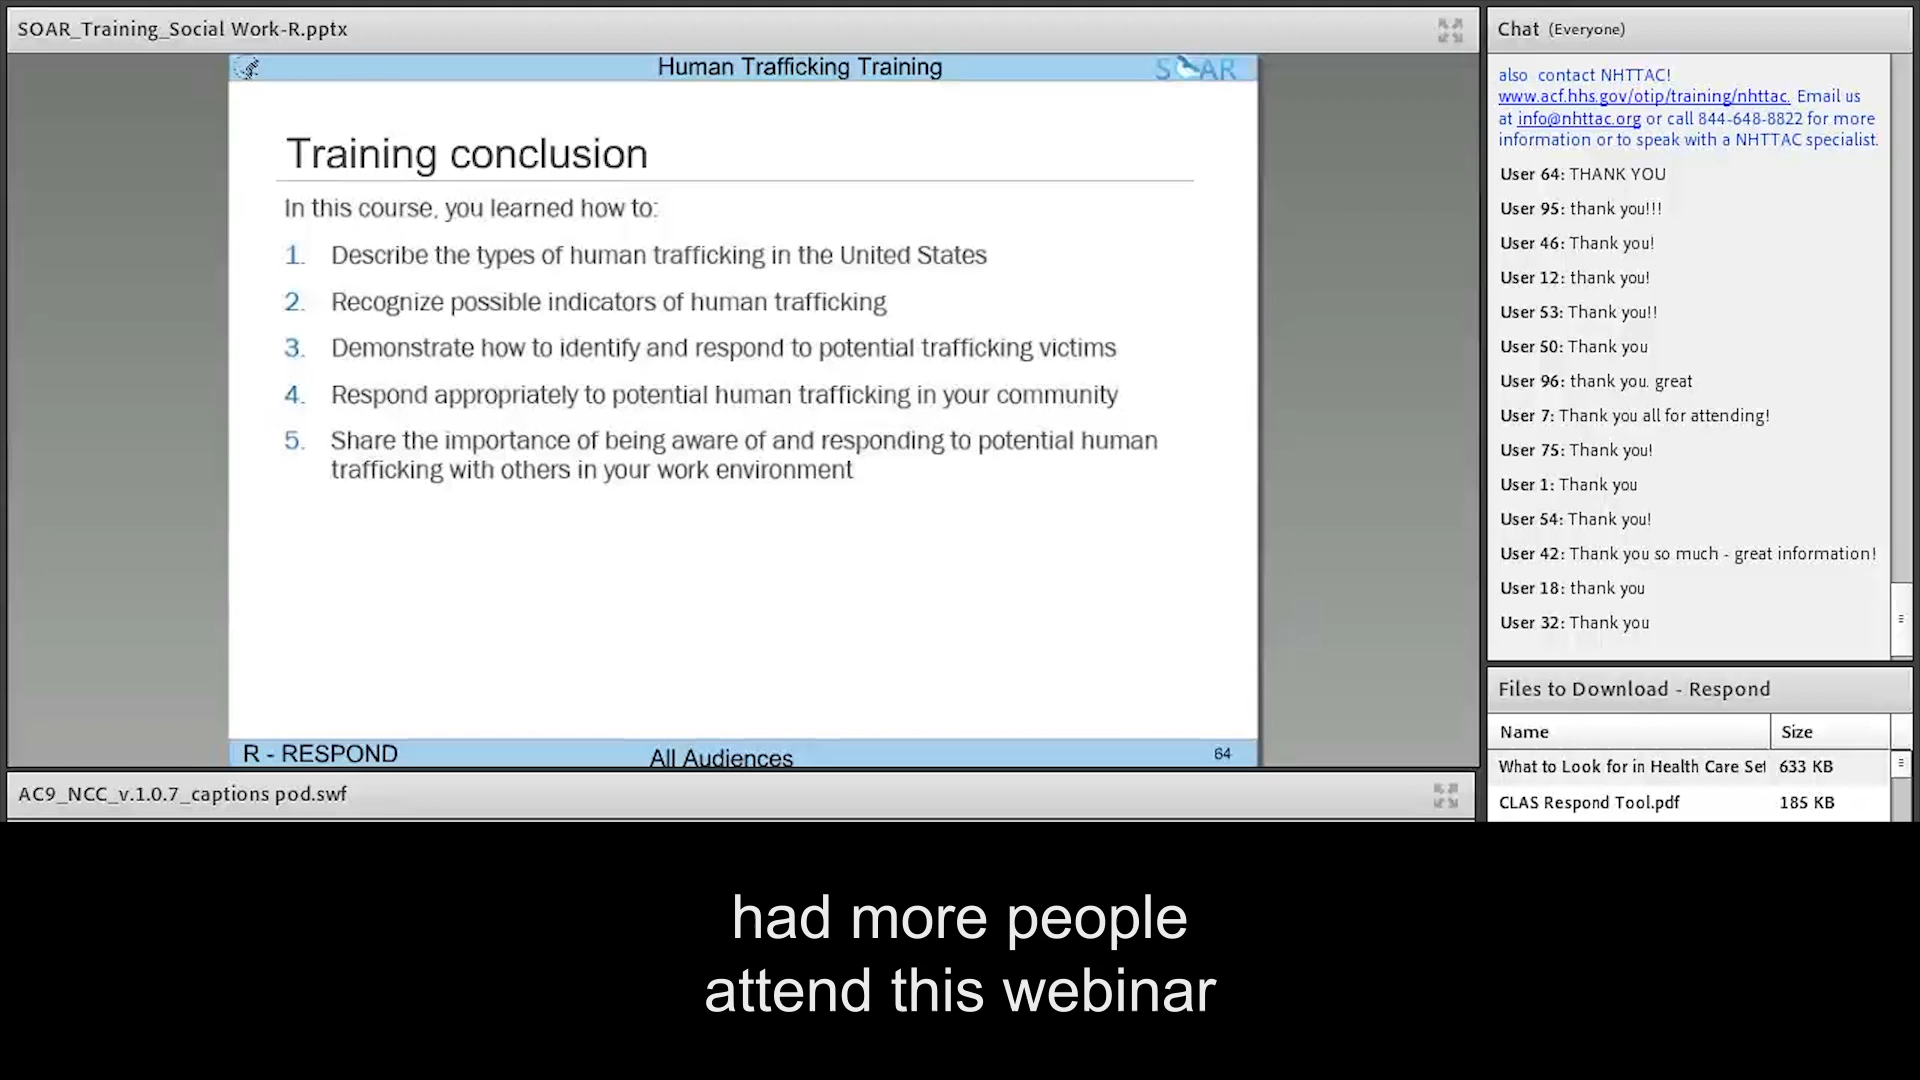 SOAR_Training_Social Work-R.pptx
Human Trafficking Training
SOAR
Training conclusion
In this course, you learned how to:
1. Describe the types of human trafficking in the United States
2. Recognize possible indicators of human trafficking
3. Demonstrate how to identify and respond to potential trafficking victims
4. Respond appropriately to potential human trafficking in your community
5. Share the importance of being aware of and responding to potential human
trafficking with others in your work environment
R - RESPOND
All Audiences
64
AC9_NCC_v.1.0.7_captions pod.swf
had more people
attend this webinar
Chat (Everyone)
also contact NHTTAC!
www.acf.hhs.gov/otip/training/nhttac. Email us
at info@nhttac.org or call 844-648-8822 for more
information or to speak with a NHTTAC specialist.
User 64: THANK YOU
User 95: thank you!!!
User 46: Thank you!
User 12: thank you!
User 53: Thank you!!
User 50: Thank you
User 96: thank you. great
User 7: Thank you all for attending!
User 75: Thank you!
User 1: Thank you
User 54: Thank you!
User 42: Thank you so much - great information!
User 18: thank you
User 32: Thank you
Files to Download - Respond
Name Size
What to Look for in Health Care Set 633 KB
CLAS Respond Tool.pdf 185 KB